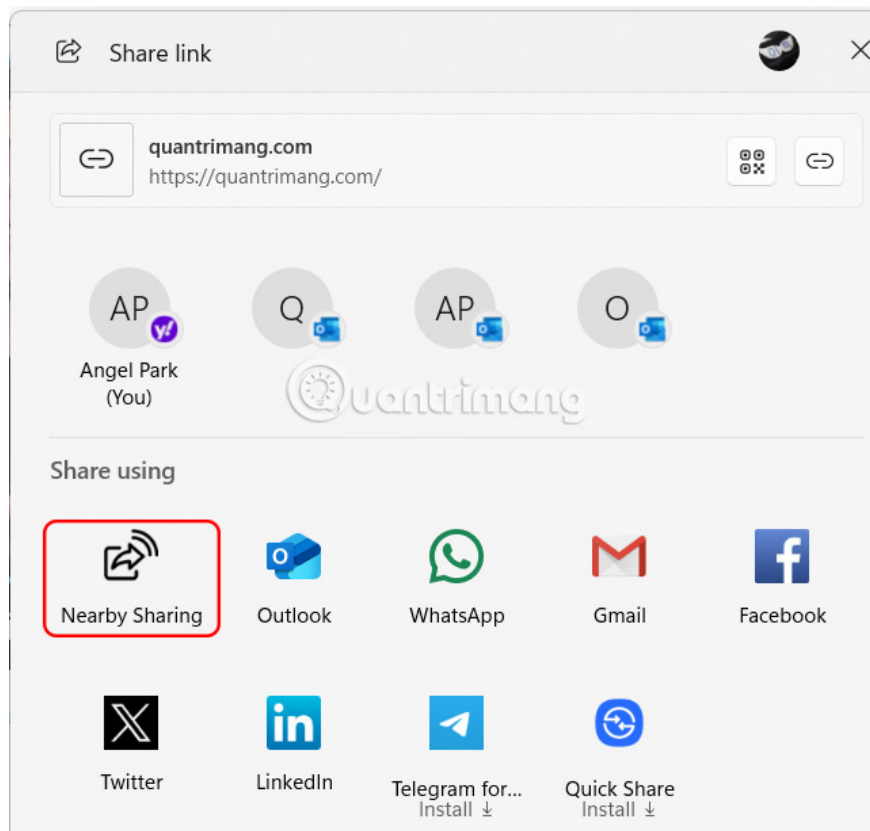 Share link
quantrimang.com
https://quantrimang.com/
AP
Q
AP
O
Angel Park
(You)
Quantrimang
Share using
Nearby Sharing
Outlook
WhatsApp
Gmail
Facebook
Twitter
LinkedIn
Telegram for...
Install
Quick Share
Install